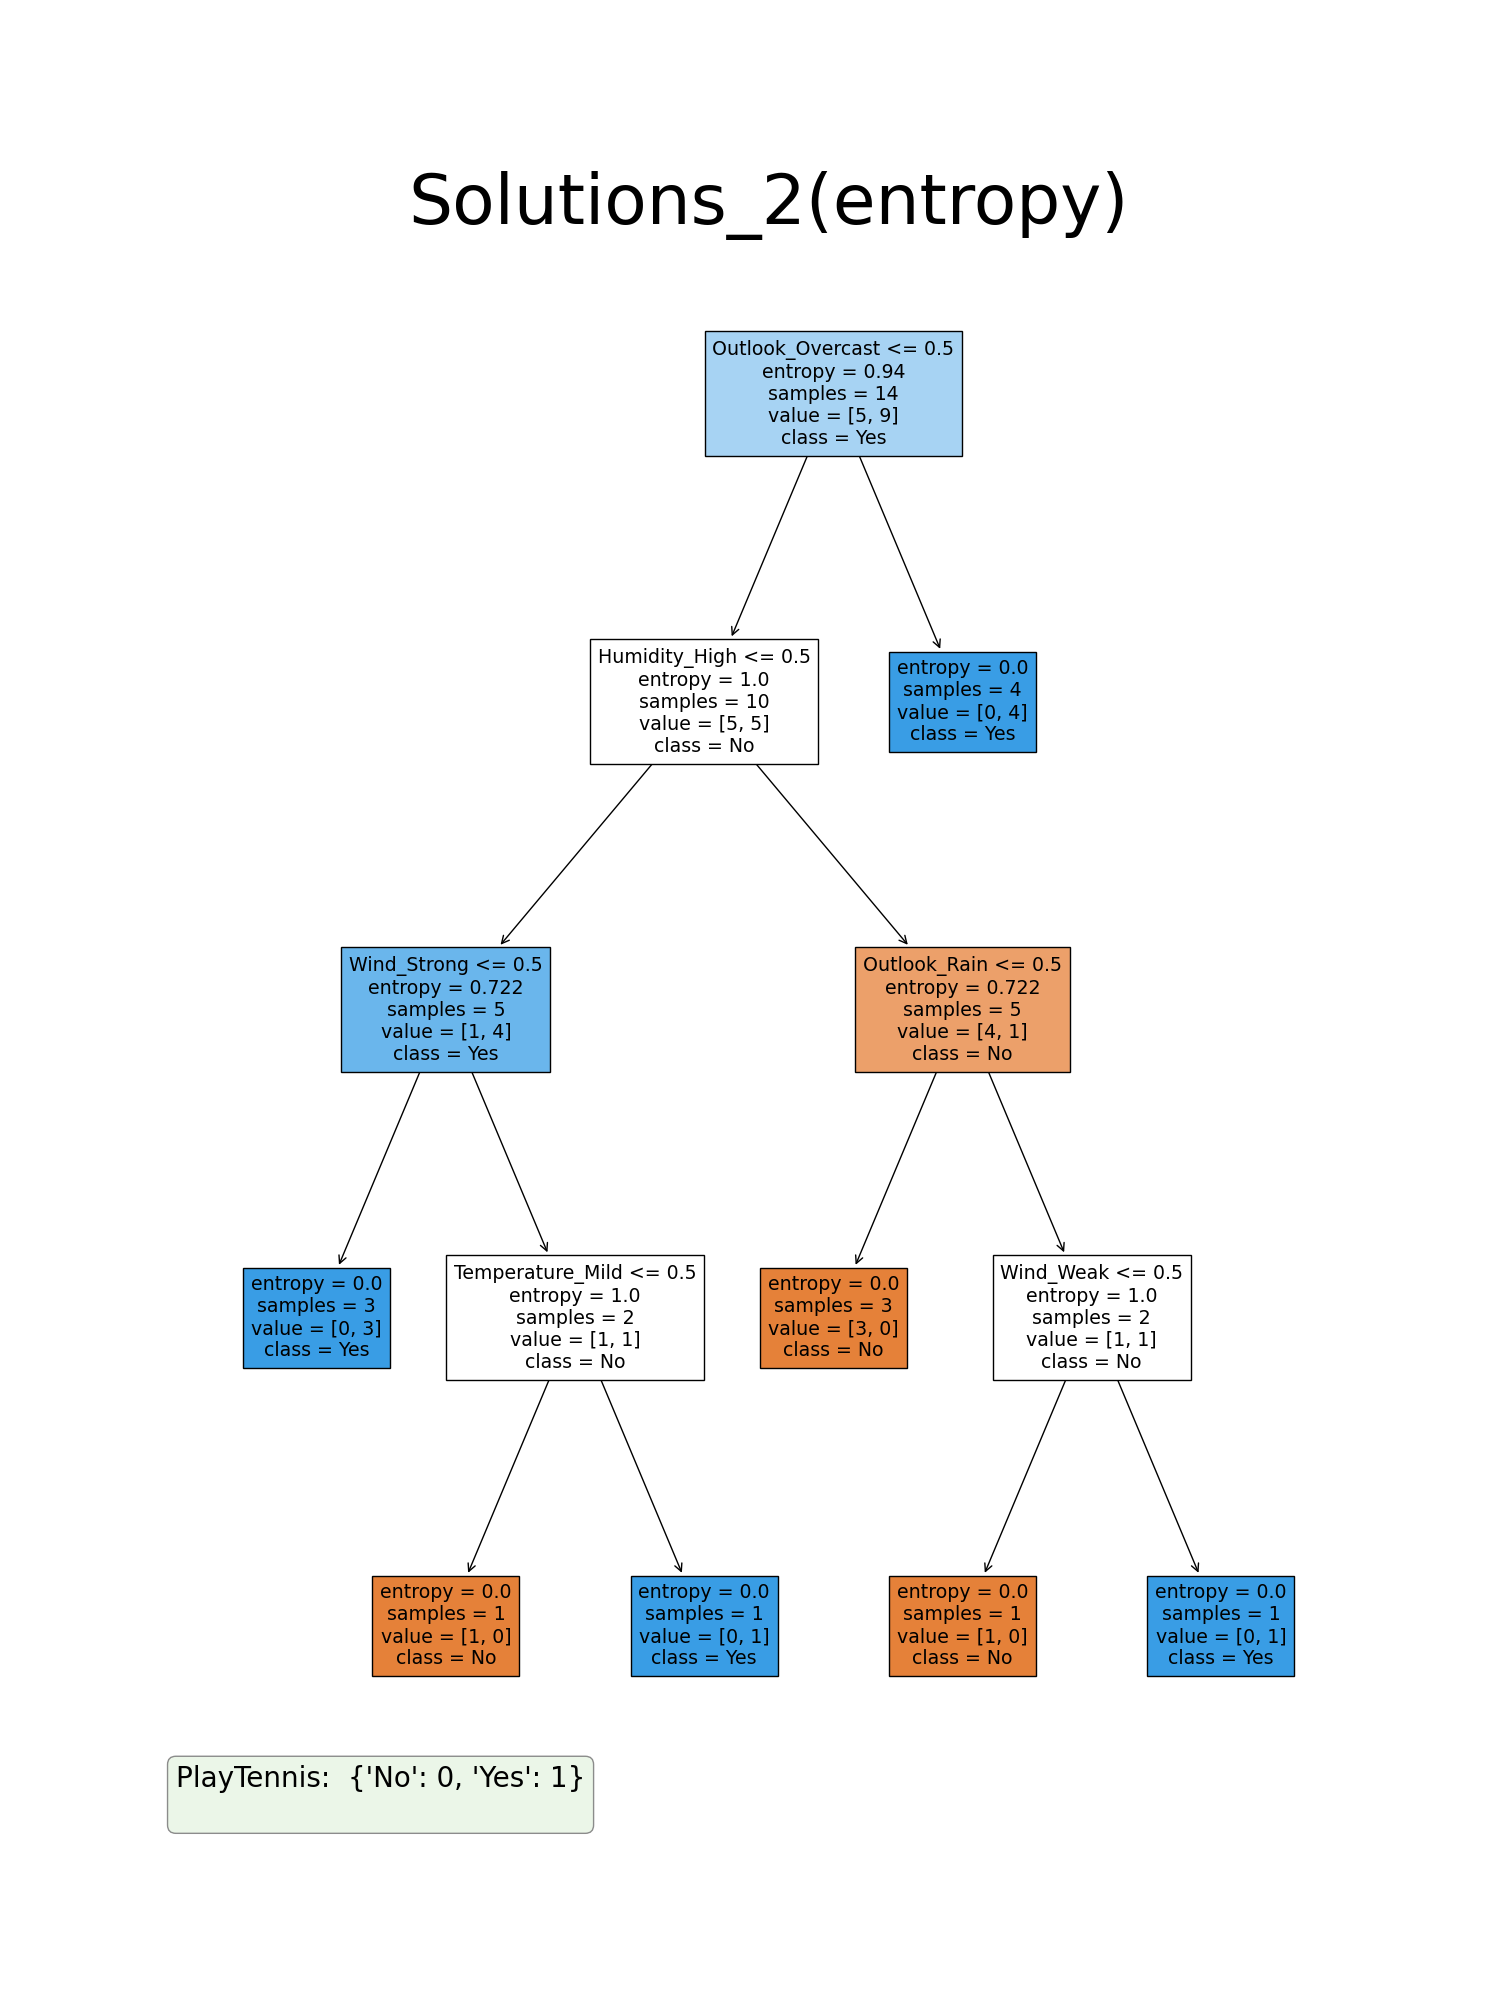 Solutions_2(entropy)
Outlook_Overcast <= 0.5
entropy = 0.94
samples = 14
value = [5, 9]
class = Yes
Humidity_High <= 0.5
entropy = 1.0
samples = 10
value = [5, 5]
class = No
entropy = 0.0
samples = 4
value = [0, 4]
class = Yes
Wind_Strong <= 0.5
entropy = 0.722
samples = 5
value = [1, 4]
class = Yes
Outlook_Rain <= 0.5
entropy = 0.722
samples = 5
value = [4, 1]
class = No
entropy = 0.0
samples = 3
value = [0, 3]
class = Yes
Temperature_Mild <= 0.5
entropy = 1.0
samples = 2
value = [1, 1]
class = No
entropy = 0.0
samples = 3
value = [3, 0]
class = No
Wind_Weak <= 0.5
entropy = 1.0
samples = 2
value = [1, 1]
class = No
entropy = 0.0
samples = 1
value = [1, 0]
class = No
entropy = 0.0
samples = 1
value = [0, 1]
class = Yes
entropy = 0.0
samples = 1
value = [1, 0]
class = No
entropy = 0.0
samples = 1
value = [0, 1]
class = Yes
PlayTennis:  {'No': 0, 'Yes': 1}